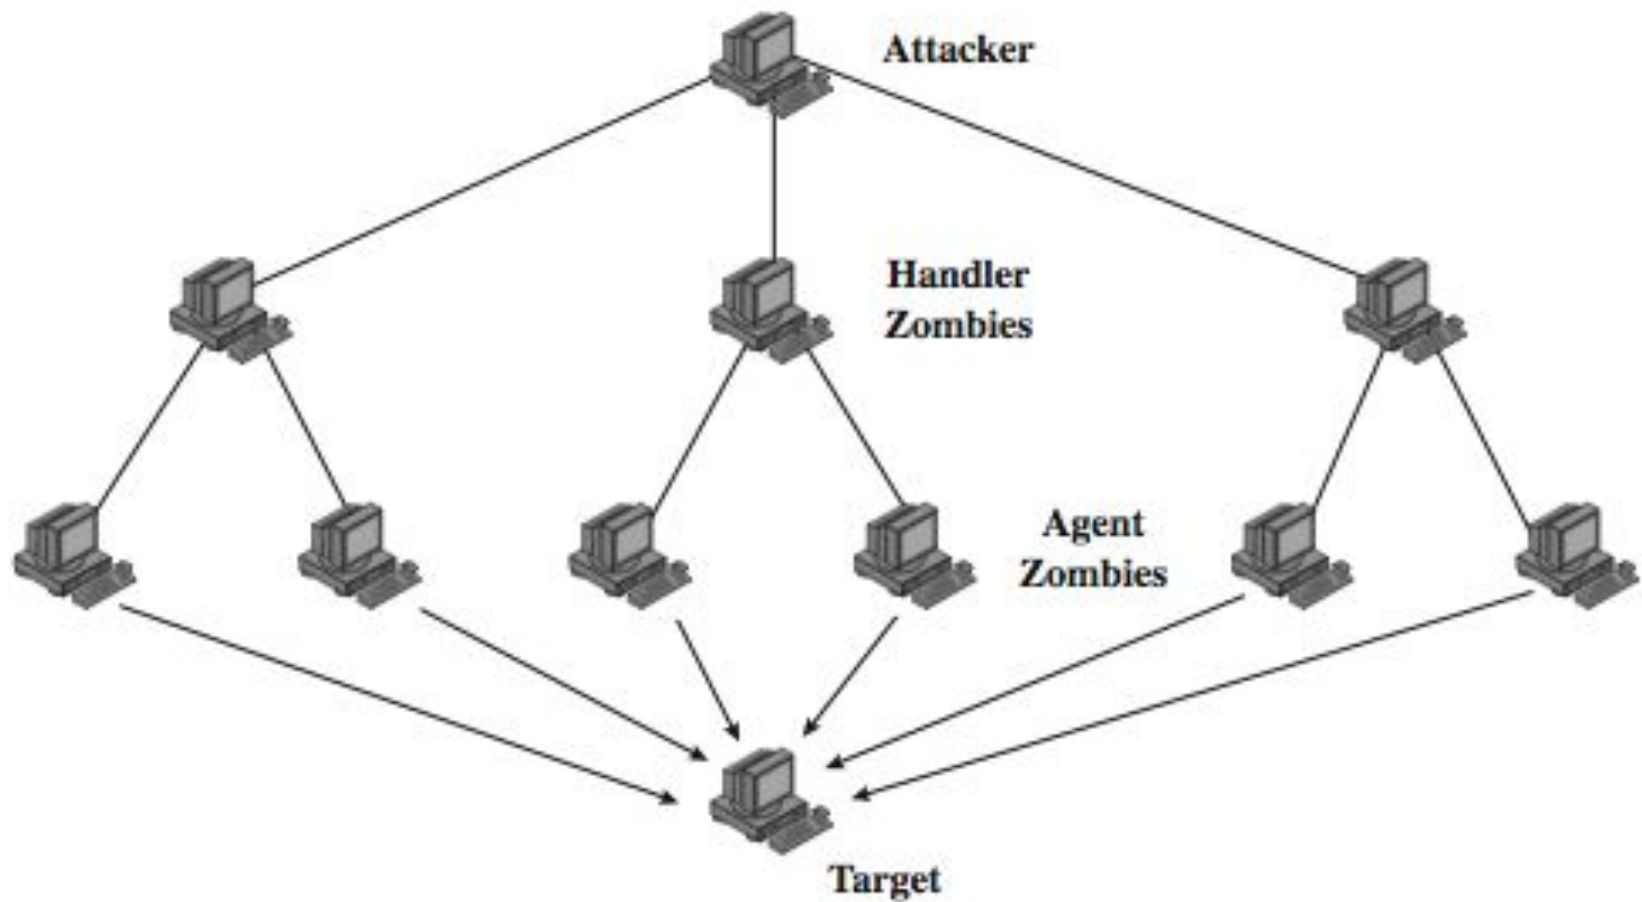 Attacker
Handler
Zombies
Agent
Zombies
Target